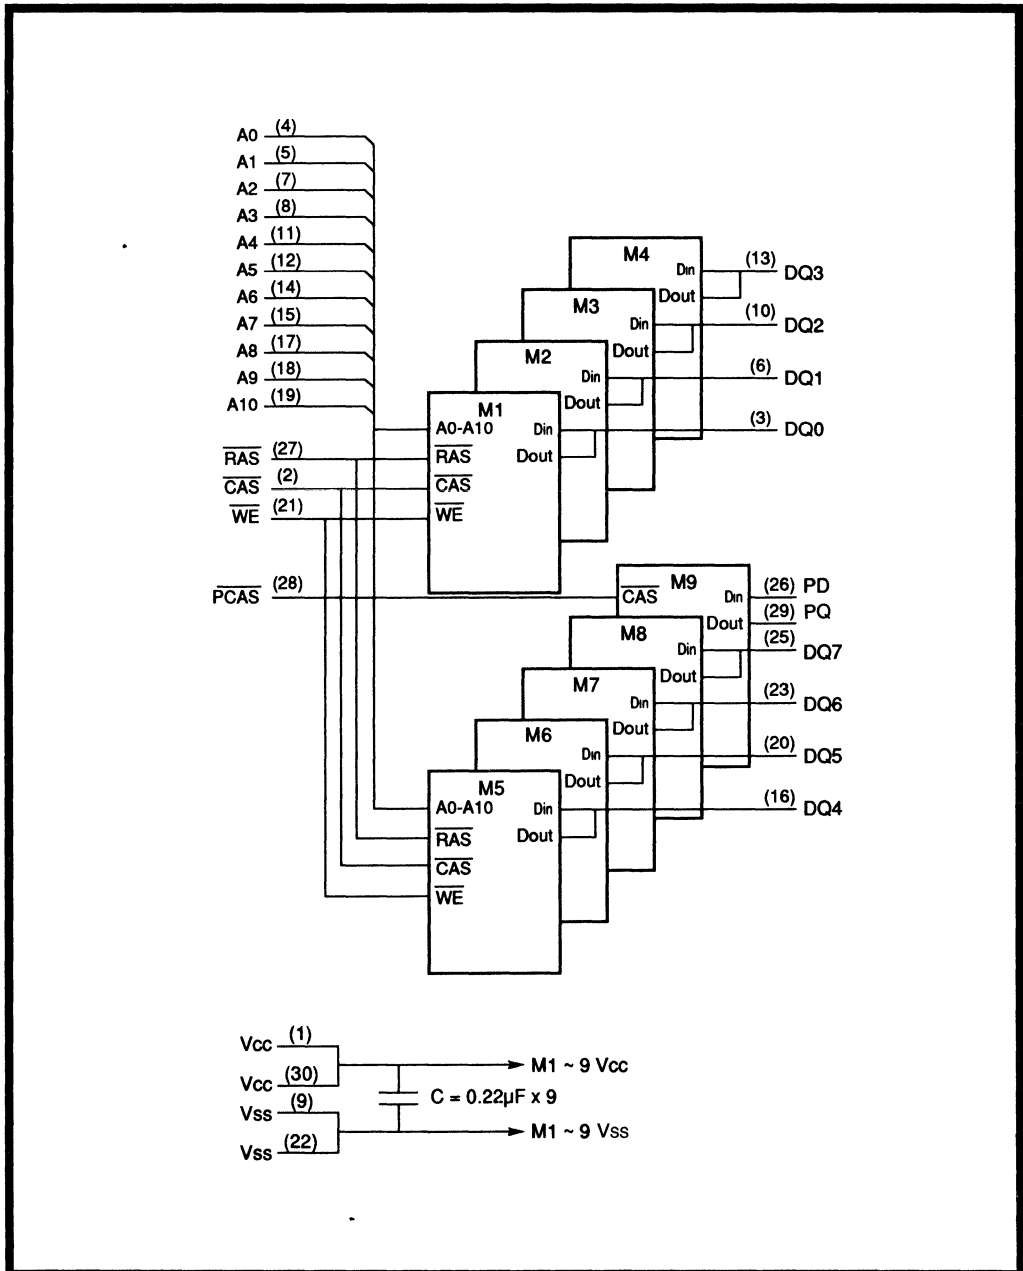 A0 (4)
A1 (5)
A2 (7)
A3 (8)
A4 (11)
A5 (12)
A6 (14)
A7 (15)
A8 (17)
A9 (18)
A10 (19)
RAS (27)
CAS (2)
WE (21)
PCAS (28)
M4
Din (13) DQ3
Dout
M3
Din (10) DQ2
Dout
M2
Din (6) DQ1
Dout
M1
A0-A10 Din (3) DQ0
RAS Dout
CAS
WE
M9
CAS Din (26) PD
Dout (29) PQ
M8
Din (25) DQ7
Dout
M7
Din (23) DQ6
Dout
M6
Din (20) DQ5
Dout
M5
A0-A10 Din (16) DQ4
RAS Dout
CAS
WE
Vcc (1)
Vcc (30)
M1 ~ 9 Vcc
C = 0.22µF x 9
Vss (9)
Vss (22)
M1 ~ 9 Vss